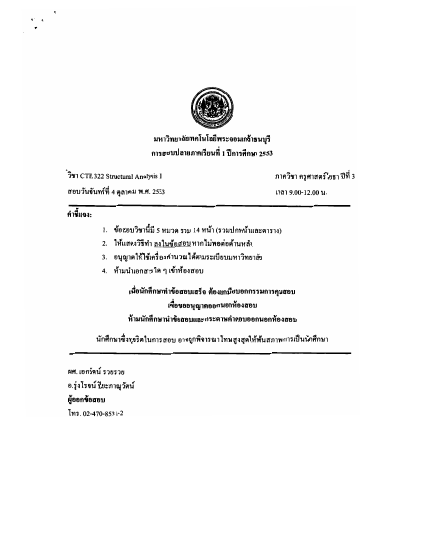 มหาวิทยาลัยเทคโนโลยีพระจอมเกล้าธนบุรี
การสอบปลายภาคเรียนที่ 1 ปีการศึกษา 2553
วิชา CTE 322 Structural Analysis I ภาควิชา ครุศาสตร์โยธา ปีที่ 3
สอบวันจันทร์ที่ 4 ตุลาคม พ.ศ. 2553 เวลา 9.00-12.00 น.
คำชี้แจง:
1. ข้อสอบวิชานี้มี 5 หมวด รวม 14 หน้า (รวมปกหน้าและตาราง)
2. ให้แสดงวิธีทำ ลงในข้อสอบ หากไม่พอต่อด้านหลัง
3. อนุญาตให้ใช้เครื่องคำนวณได้ตามระเบียบมหาวิทยาลัย
4. ห้ามนำเอกสารใด ๆ เข้าห้องสอบ
เมื่อนักศึกษาทำข้อสอบเสร็จ ต้องยกมือบอกกรรมการคุมสอบ
เพื่อขออนุญาตออกนอกห้องสอบ
ห้ามนักศึกษานำข้อสอบและกระดาษคำตอบออกนอกห้องสอบ
นักศึกษาซึ่งทุจริตในการสอบ อาจถูกพิจารณาโทษสูงสุดให้พ้นสภาพการเป็นนักศึกษา
ผศ. เอกรัตน์ รวยรวย
อ.รุ่งโรจน์ ปิยะภาณุวัตน์
ผู้ออกข้อสอบ
โทร. 02-470-8531-2